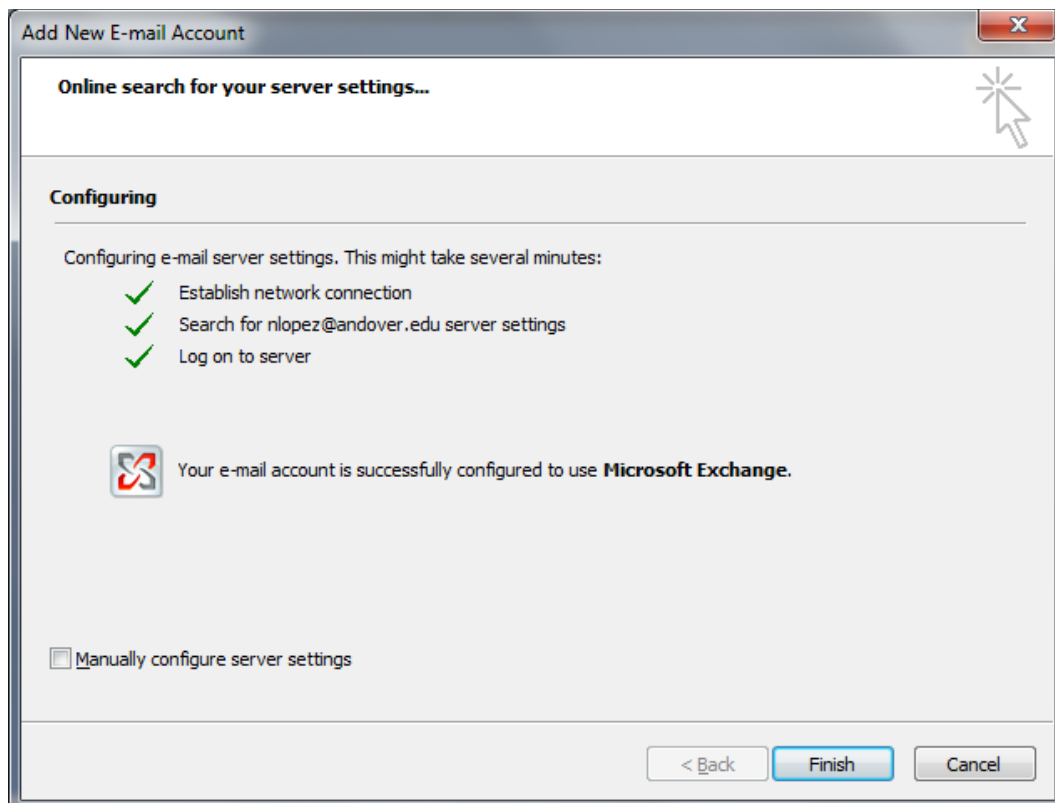 Add New E-mail Account
Online search for your server settings...
Configuring
Configuring e-mail server settings. This might take several minutes:
Establish network connection
Search for nlopez@andover.edu server settings
Log on to server
Your e-mail account is successfully configured to use Microsoft Exchange.
Manually configure server settings
< Back Finish Cancel